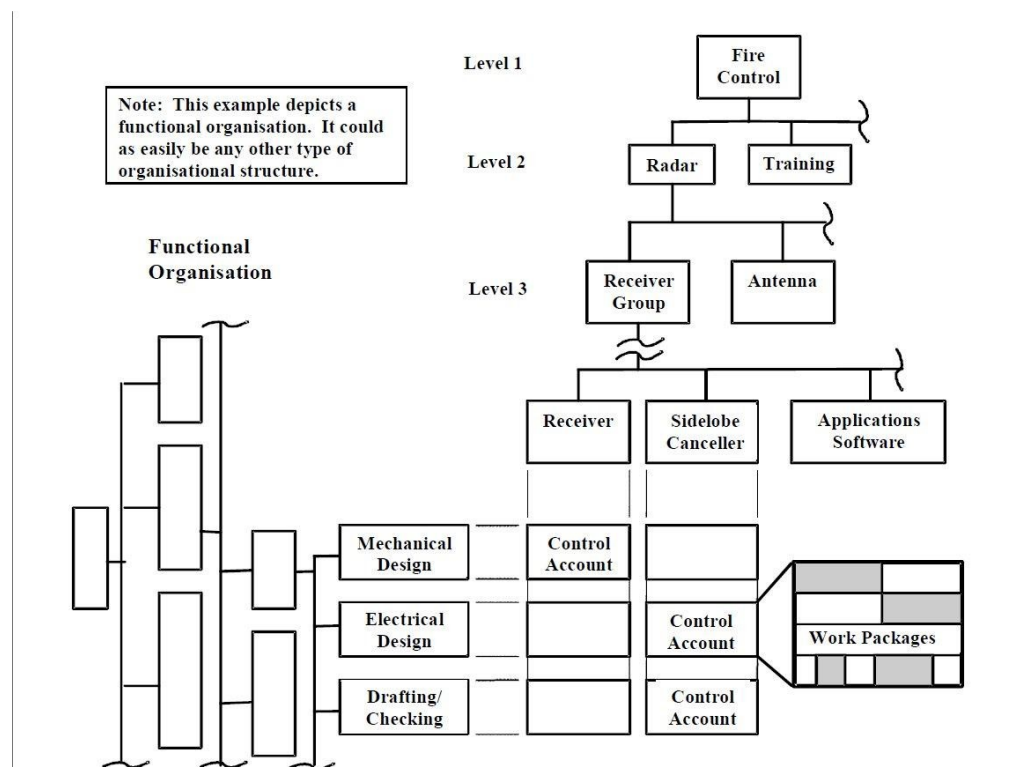 Level 1
Fire
Control
Note: This example depicts a
functional organisation. It could
as easily be any other type of
organisational structure.
Level 2
Radar
Training
Functional
Organisation
Level 3
Receiver
Group
Antenna
Receiver
Sidelobe
Canceller
Applications
Software
Mechanical
Design
Control
Account
Electrical
Design
Control
Account
Work Packages
Drafting/
Checking
Control
Account